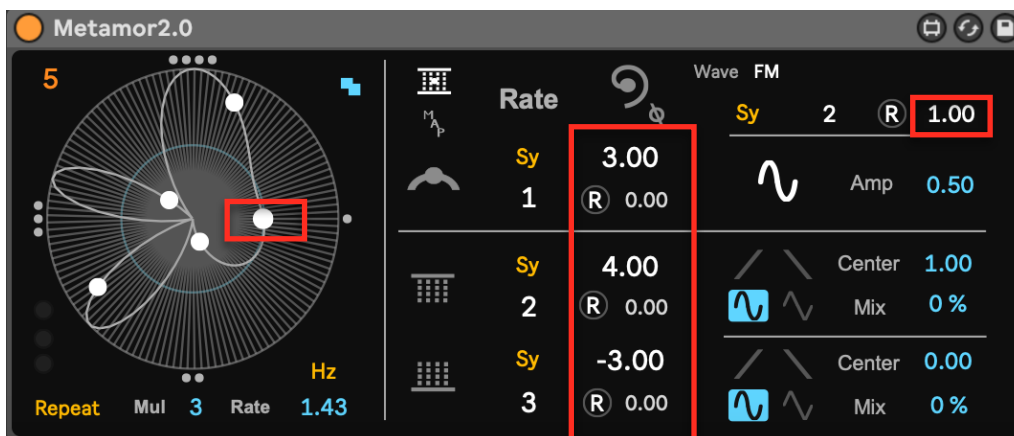 Metamor2.0
5
Hz
Repeat Mul 3 Rate 1.43
MAP
Rate
Sy 3.00
1 R 0.00
Sy 4.00
2 R 0.00
Sy -3.00
3 R 0.00
Wave FM
Sy 2 R 1.00
Amp 0.50
Center 1.00
Mix 0 %
Center 0.00
Mix 0 %